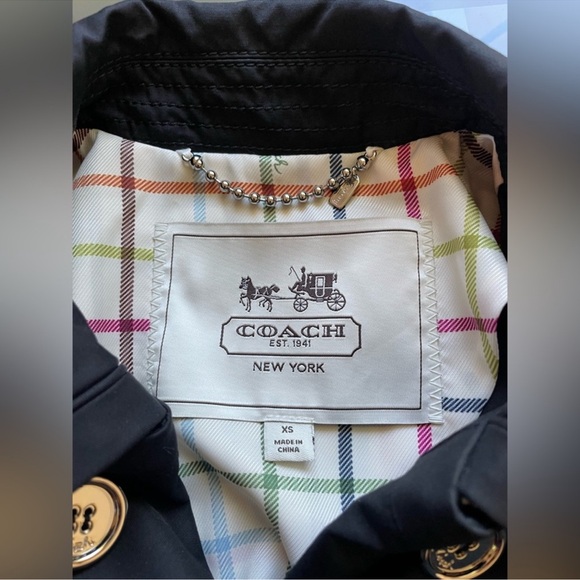 COACH
EST. 1941
NEW YORK
XS
MADE IN
CHINA